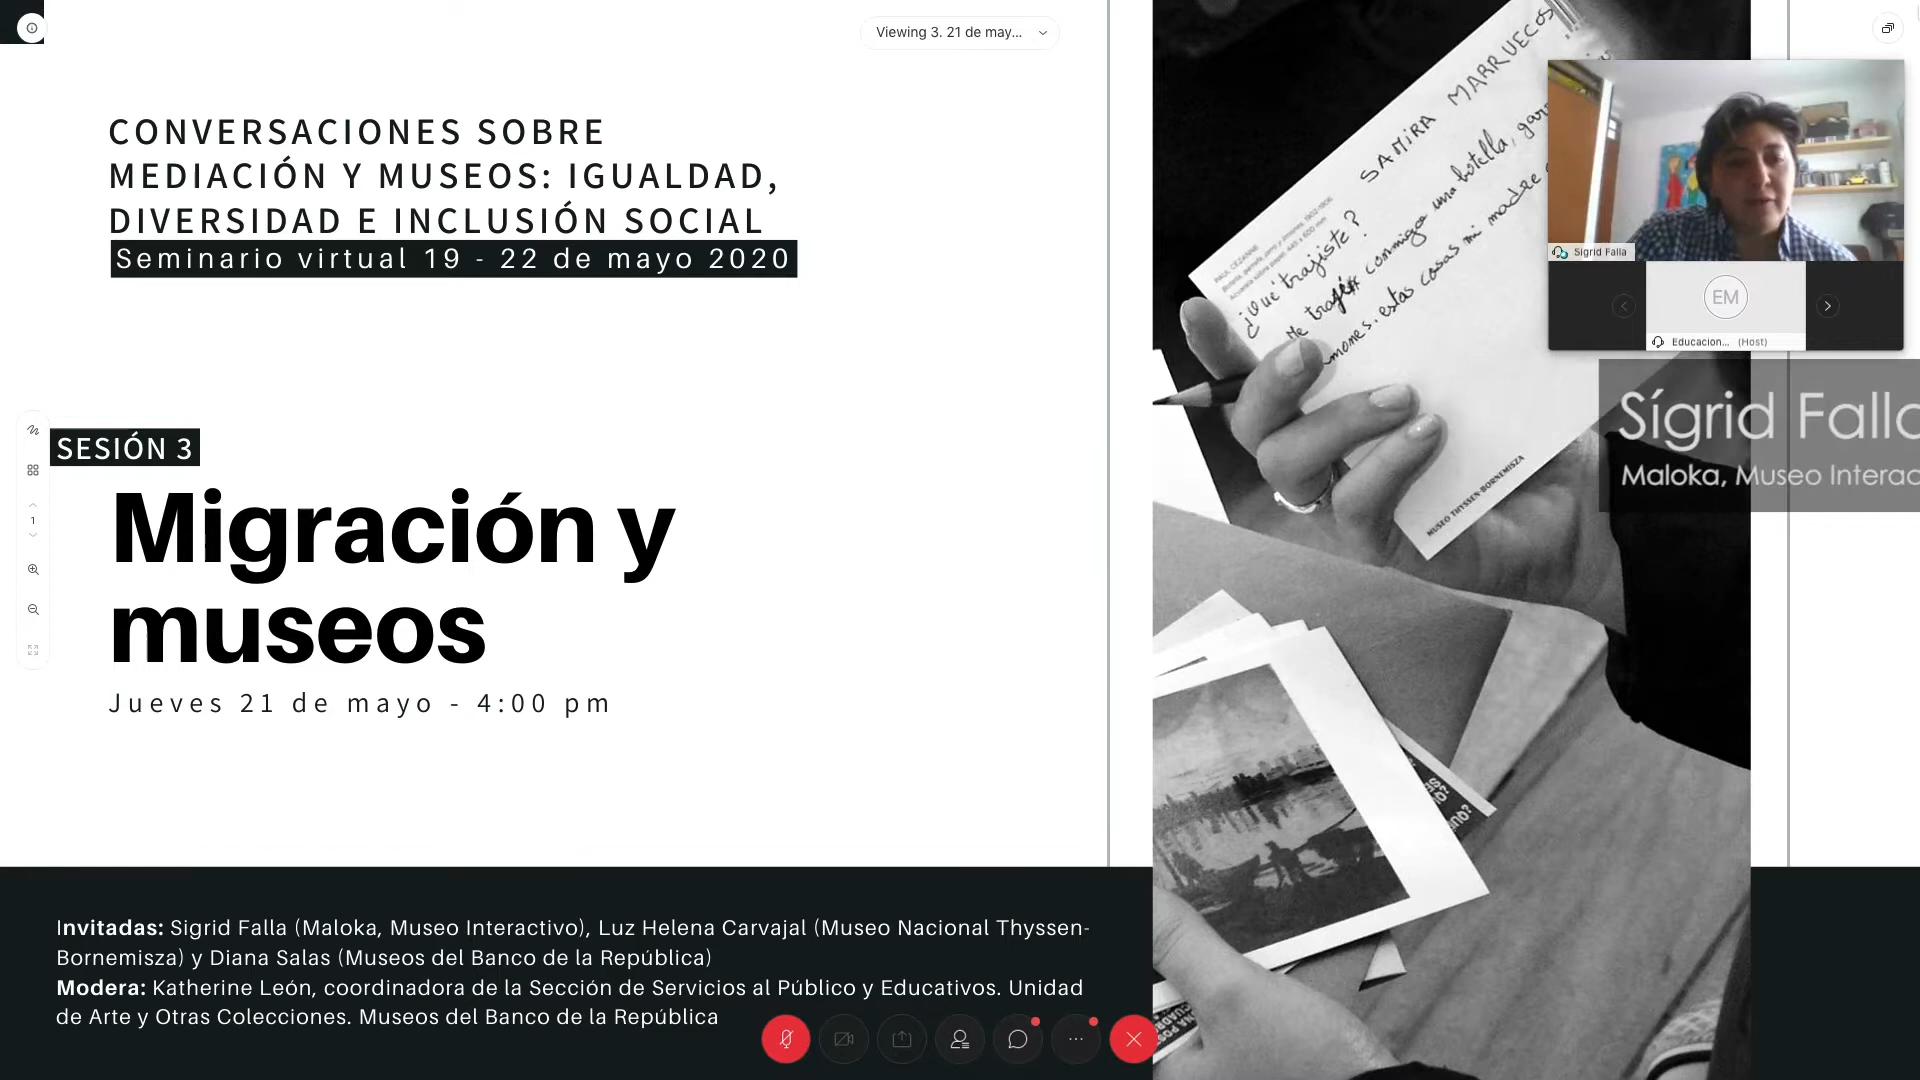 Viewing 3. 21 de may...
CONVERSACIONES SOBRE
MEDIACIÓN Y MUSEOS: IGUALDAD,
DIVERSIDAD E INCLUSIÓN SOCIAL
Seminario virtual 19 - 22 de mayo 2020
SESIÓN 3
Migración y
museos
Jueves 21 de mayo - 4:00 pm
1
Invitadas: Sigrid Falla (Maloka, Museo Interactivo), Luz Helena Carvajal (Museo Nacional Thyssen-
Bornemisza) y Diana Salas (Museos del Banco de la República)
Modera: Katherine León, coordinadora de la Sección de Servicios al Público y Educativos. Unidad
de Arte y Otras Colecciones. Museos del Banco de la República
SAMIRA MARRUECOS
PAUL CÉZANNE
¿Qué trajiste?
Me traje conmigo una botella,
estas cosas mi madre
MUSEO THYSSEN-BORNEMISZA
Sigrid Falla
EM
Educacion... (Host)
Sígrid Falla
Maloka, Museo Interac